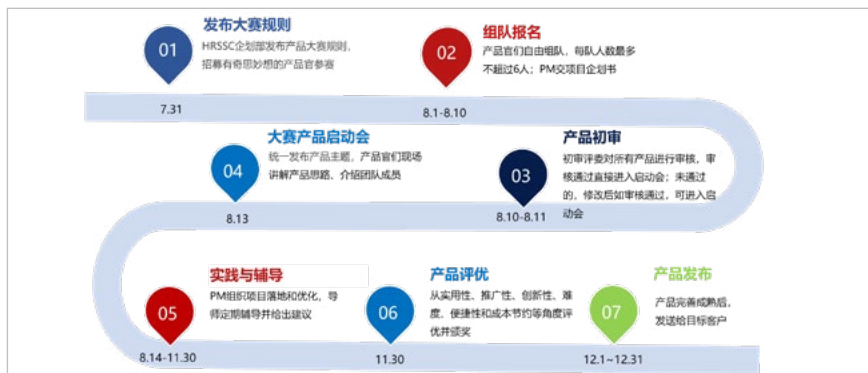 01
发布大赛规则
HRSSC企划部发布产品大赛规则,
招募有奇思妙想的产品官参赛
7.31
02
组队报名
产品官们自由组队,每队人数最多
不超过6人;PM交项目企划书
8.1-8.10
03
产品初审
初审评委对所有产品进行审核,审
核通过直接进入启动会;未通过
的,修改后如审核通过,可进入启
动会
8.10-8.11
04
大赛产品启动会
统一发布产品主题,产品官们现场
讲解产品思路、介绍团队成员
8.13
05
实践与辅导
PM组织项目落地和优化,导
师定期辅导并给出建议
8.14-11.30
06
产品评优
从实用性、推广性、创新性、难
度、便捷性和成本节约等角度评
优并颁奖
11.30
07
产品发布
产品完善成熟后,
发送给目标客户
12.1~12.31